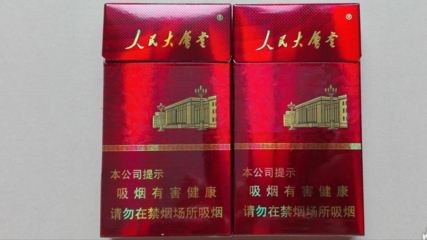 人民大會堂®
人民大會堂®
本公司提示
吸烟有害健康
请勿在禁烟场所吸烟
本公司提示
吸烟有害健康
请勿在禁烟场所吸烟